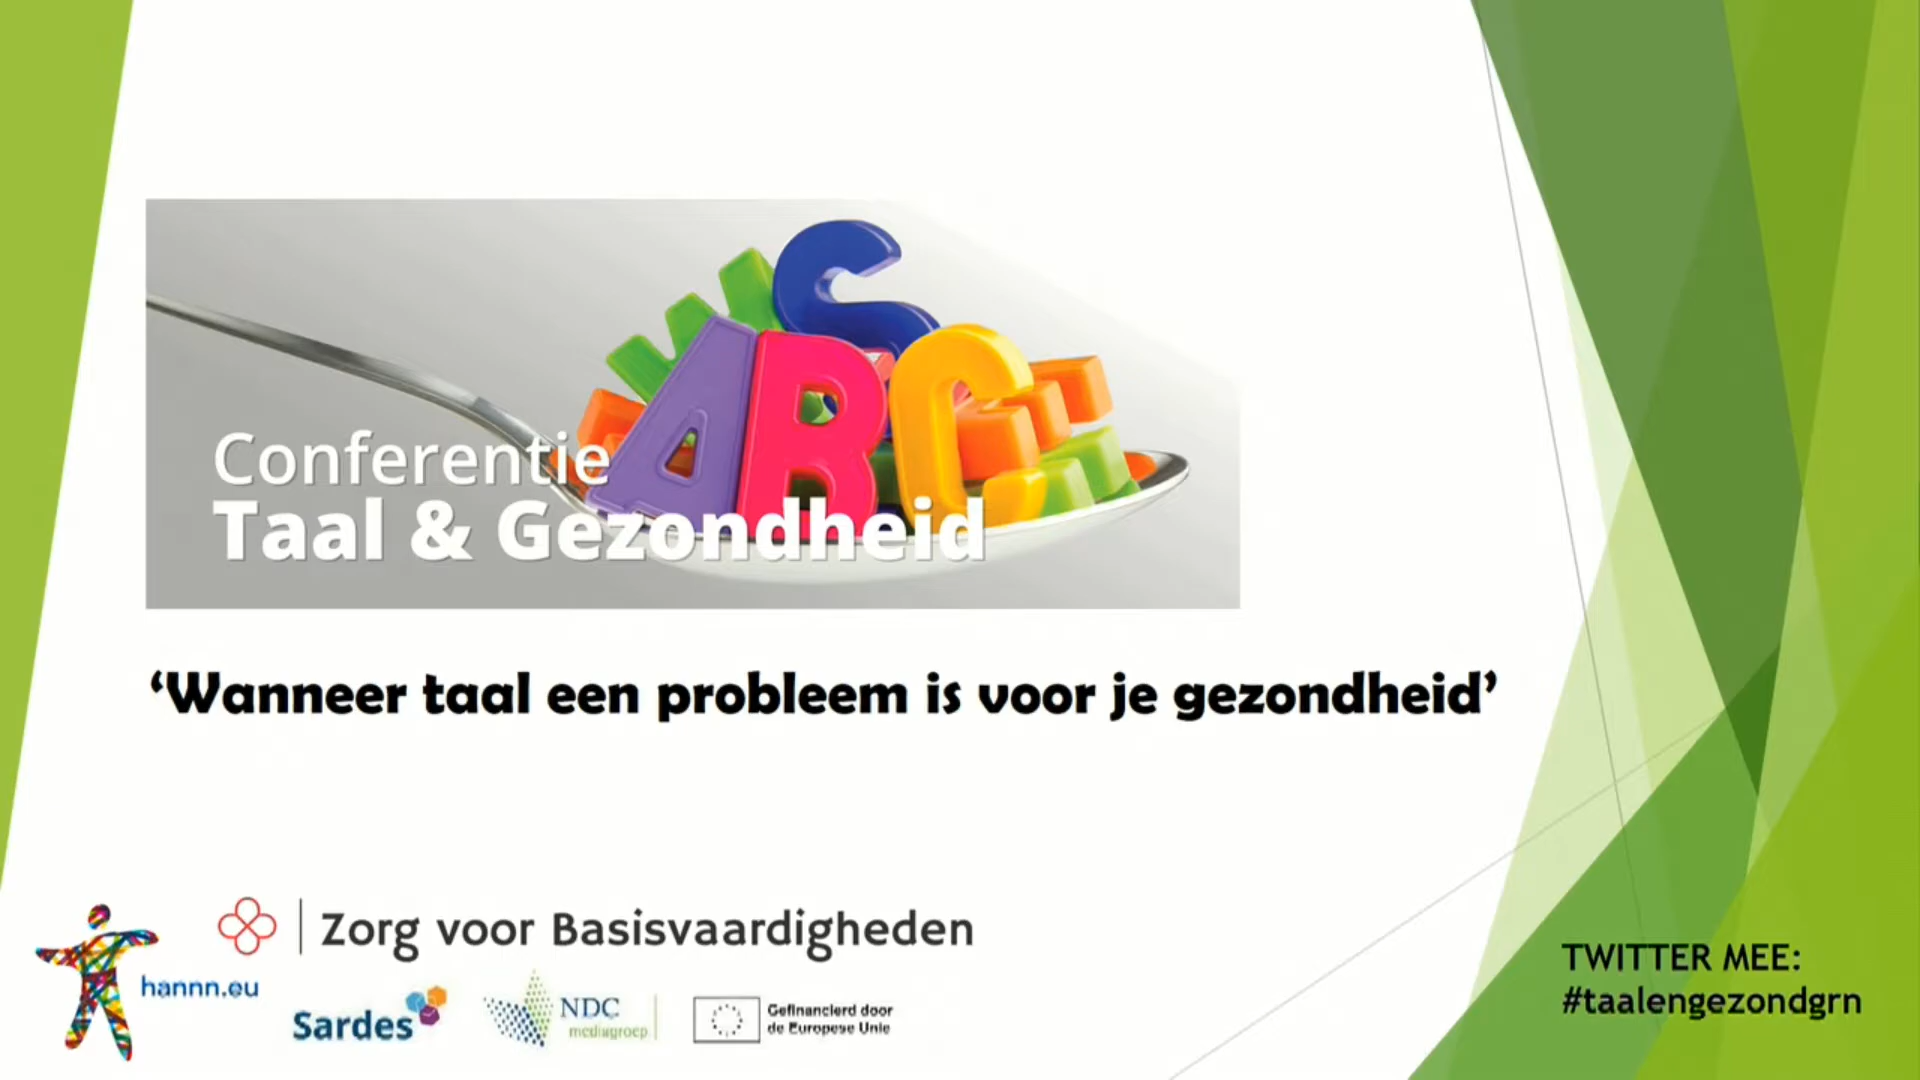 S
ABC
Conferentie
Taal & Gezondheid
‘Wanneer taal een probleem is voor je gezondheid’
Zorg voor Basisvaardigheden
hannn.eu
Sardes
NDC
mediagroep
Gefinancierd door
de Europese Unie
TWITTER MEE:
#taalengezondgrn